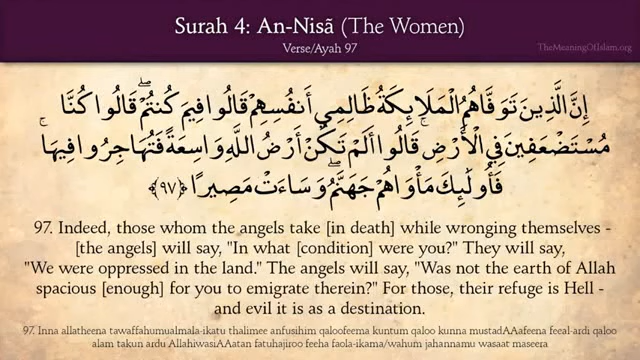 Surah 4: An-Nisã (The Women)
Verse/Ayah 97
TheMeaningOfIslam.org
إِنَّ الَّذِينَ تَوَفَّاهُمُ الْمَلَائِكَةُ ظَالِمِي أَنفُسِهِمْ قَالُوا فِيمَ كُنتُمْ ۖ قَالُوا كُنَّا
مُسْتَضْعَفِينَ فِي الْأَرْضِ ۚ قَالُوا أَلَمْ تَكُنْ أَرْضُ اللَّهِ وَاسِعَةً فَتُهَاجِرُوا فِيهَا ۚ
فَأُولَٰئِكَ مَأْوَاهُمْ جَهَنَّمُ ۖ وَسَاءَتْ مَصِيرًا ﴿٩٧﴾
97. Indeed, those whom the angels take [in death] while wronging themselves -
[the angels] will say, "In what [condition] were you?" They will say,
"We were oppressed in the land." The angels will say, "Was not the earth of Allah
spacious [enough] for you to emigrate therein?" For those, their refuge is Hell -
and evil it is as a destination.
97. Inna allatheena tawaffahumualmala-ikatu thalimee anfusihim qaloofeema kuntum qaloo kunna mustadAAafeena feeal-ardi qaloo
alam takun ardu AllahiwasiAAatan fatuhajiroo feeha faola-ikama/wahum jahannamu wasaat maseera